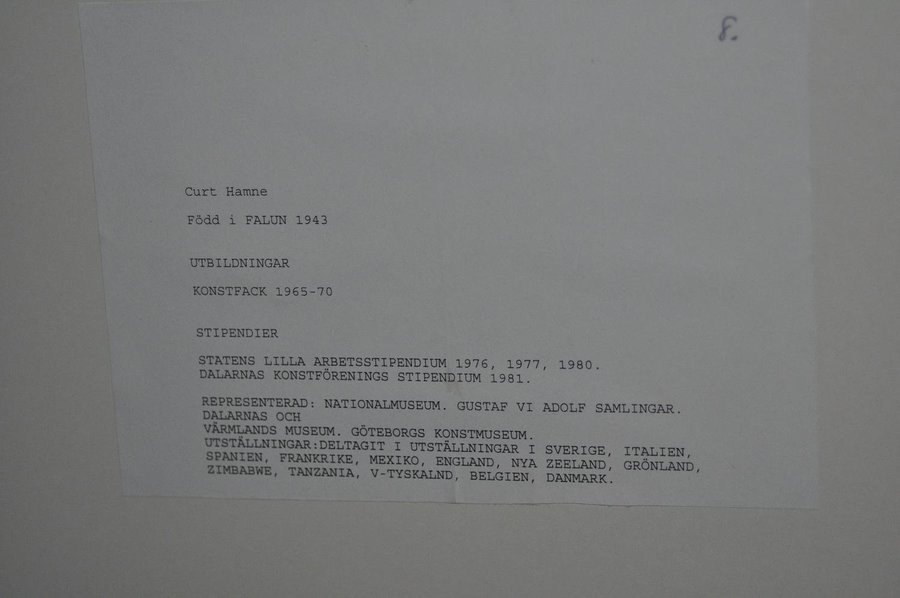 8.
Curt Hamne
Född i FALUN 1943
UTBILDNINGAR
KONSTFACK 1965-70
STIPENDIER
STATENS LILLA ARBETSSTIPENDIUM 1976, 1977, 1980.
DALARNAS KONSTFÖRENINGS STIPENDIUM 1981.
REPRESENTERAD: NATIONALMUSEUM. GUSTAF VI ADOLF SAMLINGAR.
DALARNAS OCH
VÄRMLANDS MUSEUM. GÖTEBORGS KONSTMUSEUM.
UTSTÄLLNINGAR:DELTAGIT I UTSTÄLLNINGAR I SVERIGE, ITALIEN,
SPANIEN, FRANKRIKE, MEXIKO, ENGLAND, NYA ZEELAND, GRÖNLAND,
ZIMBABWE, TANZANIA, V-TYSKALND, BELGIEN, DANMARK.